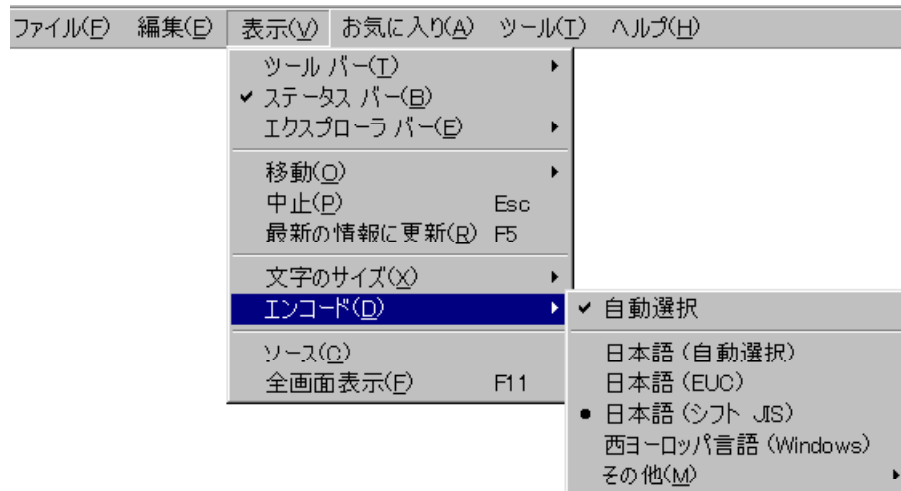 ファイル(F) 編集(E) 表示(V) お気に入り(A) ツール(T) ヘルプ(H)
ツール バー(T)
ステータス バー(B)
エクスプローラ バー(E)
移動(O)
中止(P) Esc
最新の情報に更新(R) F5
文字のサイズ(X)
エンコード(D)
ソース(C)
全画面表示(F) F11
自動選択
日本語 (自動選択)
日本語 (EUC)
日本語 (シフト JIS)
西ヨーロッパ言語 (Windows)
その他(M)